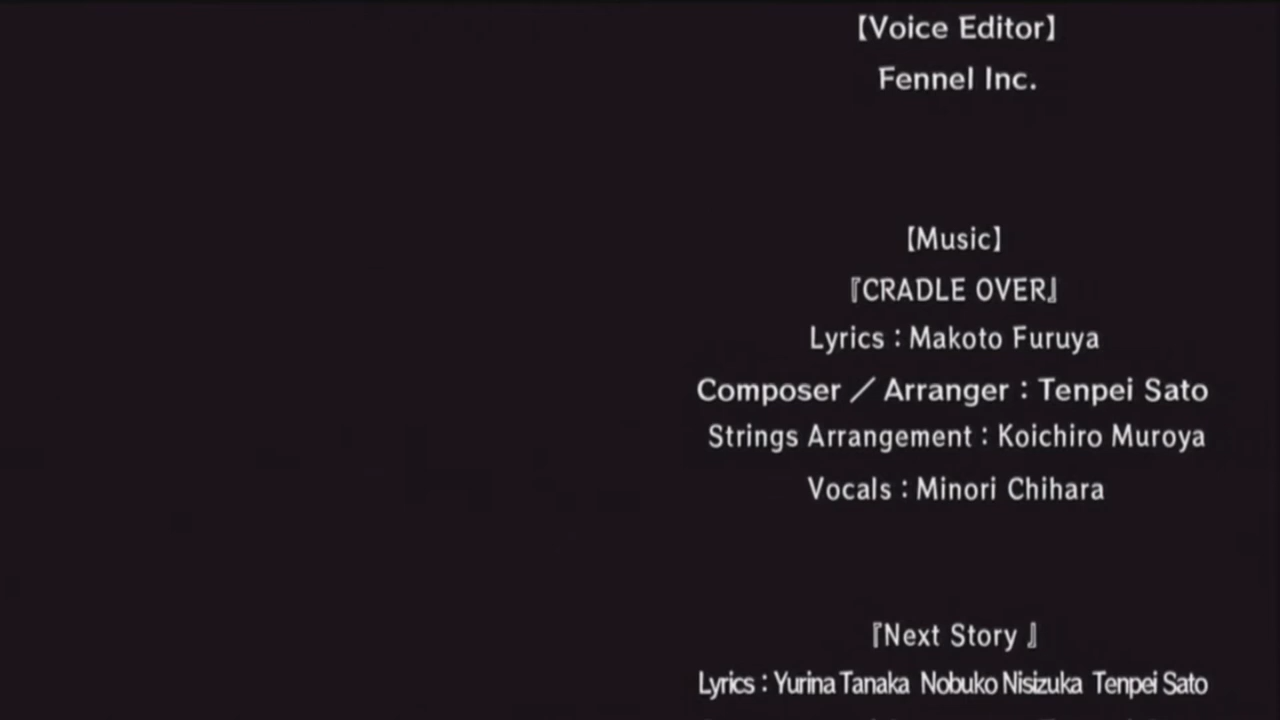 【Voice Editor】
Fennel Inc.
【Music】
『CRADLE OVER』
Lyrics：Makoto Furuya
Composer ／ Arranger：Tenpei Sato
Strings Arrangement：Koichiro Muroya
Vocals：Minori Chihara
『Next Story 』
Lyrics：Yurina Tanaka  Nobuko Nisizuka  Tenpei Sato